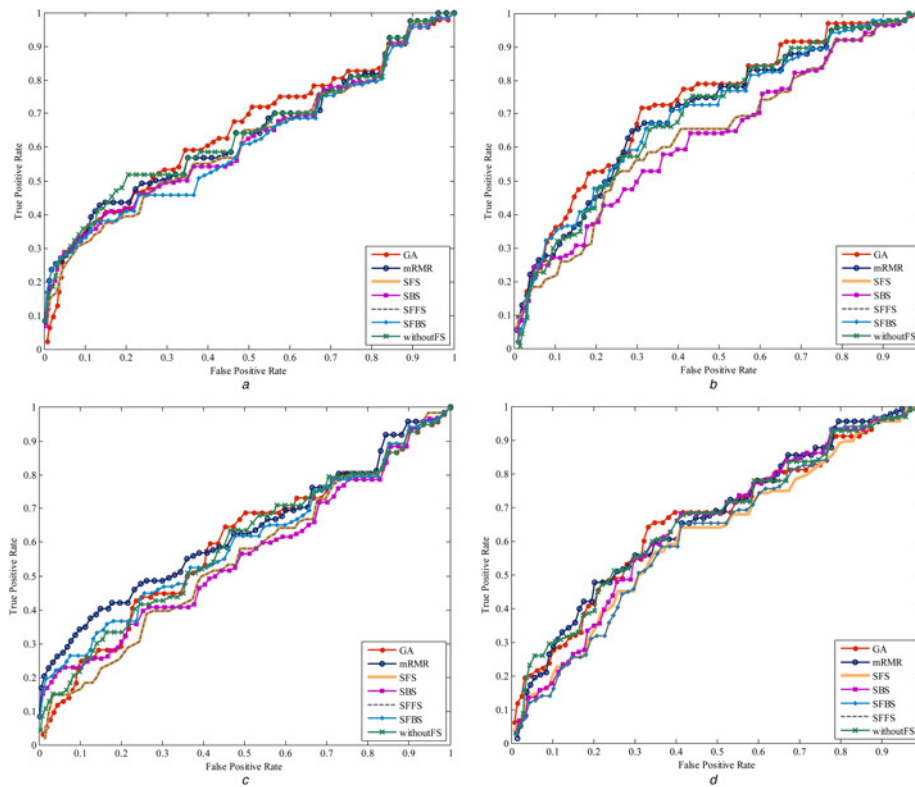 1
0.9
0.8
0.7
0.6
0.5
0.4
0.3
0.2
0.1
0
True Positive Rate
0 0.1 0.2 0.3 0.4 0.5 0.6 0.7 0.8 0.9 1
False Positive Rate
GA
mRMR
SFS
SBS
SFFS
SFBS
withoutFS
a
1
0.9
0.8
0.7
0.6
0.5
0.4
0.3
0.2
0.1
0
True Positive Rate
0 0.1 0.2 0.3 0.4 0.5 0.6 0.7 0.8 0.9
False Positive Rate
GA
mRMR
SFS
SBS
SFFS
SFBS
withoutFS
b
1
0.9
0.8
0.7
0.6
0.5
0.4
0.3
0.2
0.1
0
True Positive Rate
0 0.1 0.2 0.3 0.4 0.5 0.6 0.7 0.8 0.9 1
False Positive Rate
GA
mRMR
SFS
SBS
SFFS
SFBS
withoutFS
c
1
0.9
0.8
0.7
0.6
0.5
0.4
0.3
0.2
0.1
0
True Positive Rate
0 0.1 0.2 0.3 0.4 0.5 0.6 0.7 0.8 0.9
False Positive Rate
GA
mRMR
SFS
SBS
SFBS
SFFS
withoutFS
d